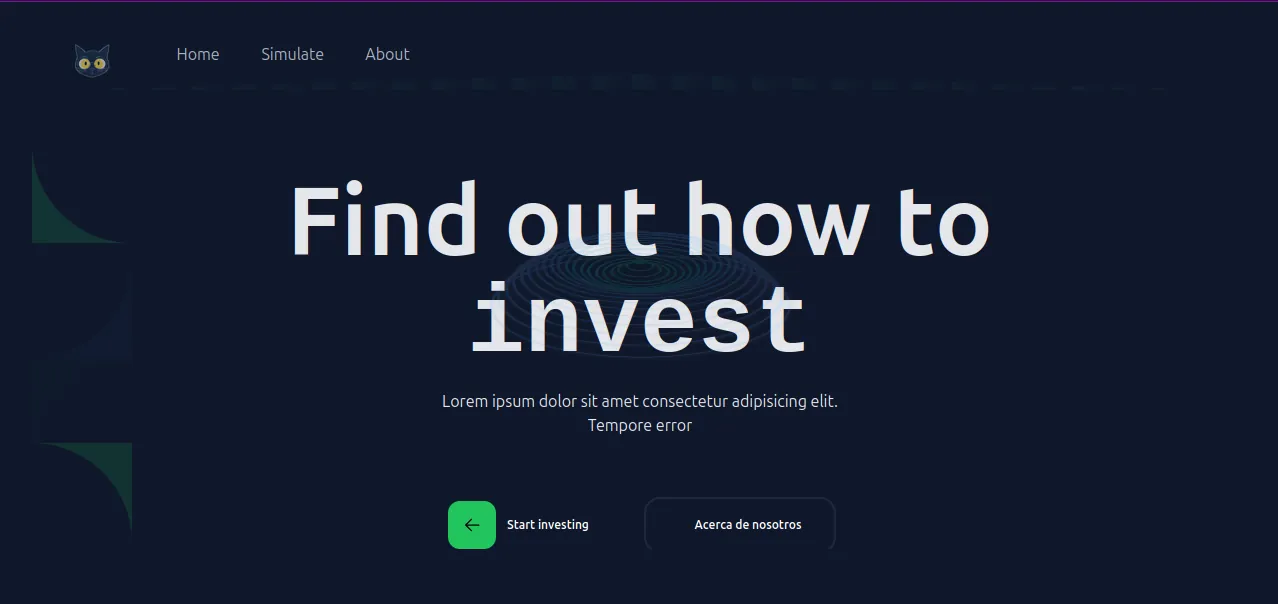 Home Simulate About
Find out how to
invest
Lorem ipsum dolor sit amet consectetur adipisicing elit.
Tempore error
Start investing Acerca de nosotros